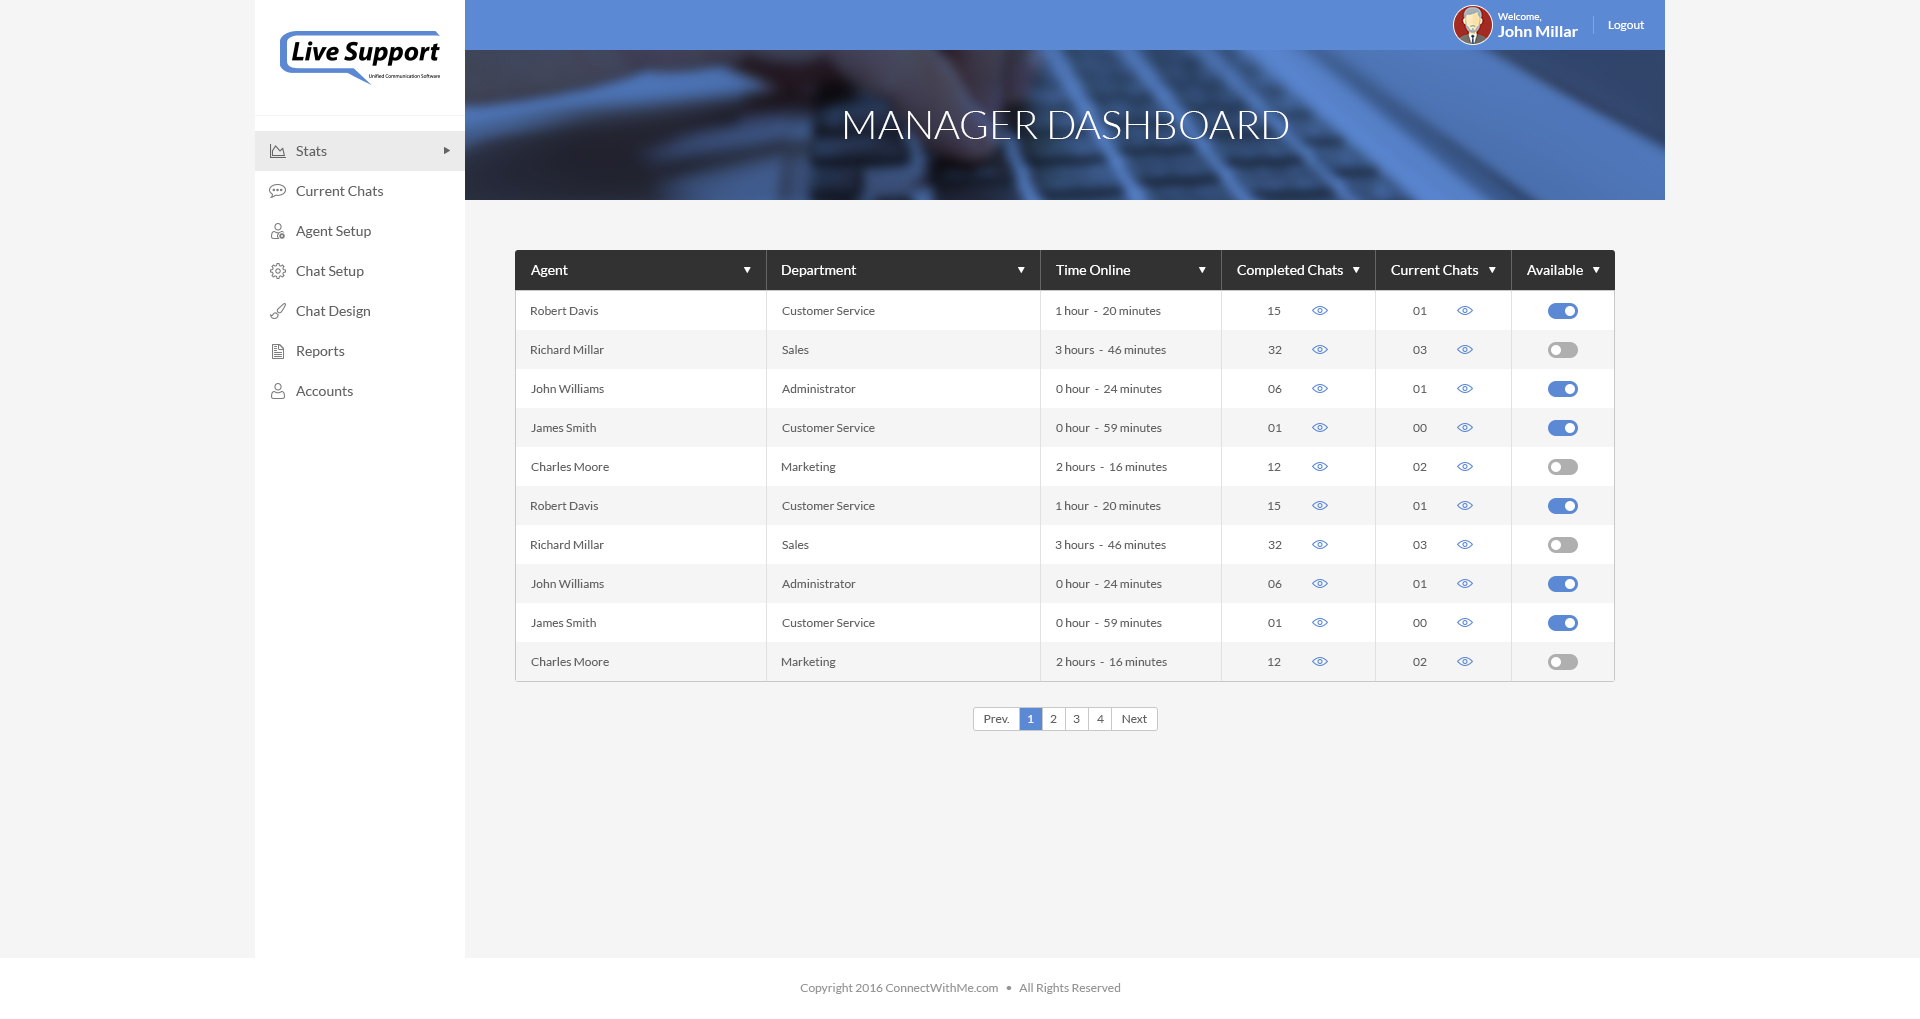 Live Support
Unified Communication Software
Welcome,
John Millar
Logout
MANAGER DASHBOARD
Stats
Current Chats
Agent Setup
Chat Setup
Chat Design
Reports
Accounts
Agent Department Time Online Completed Chats Current Chats Available
Robert Davis Customer Service 1 hour - 20 minutes 15 01
Richard Millar Sales 3 hours - 46 minutes 32 03
John Williams Administrator 0 hour - 24 minutes 06 01
James Smith Customer Service 0 hour - 59 minutes 01 00
Charles Moore Marketing 2 hours - 16 minutes 12 02
Robert Davis Customer Service 1 hour - 20 minutes 15 01
Richard Millar Sales 3 hours - 46 minutes 32 03
John Williams Administrator 0 hour - 24 minutes 06 01
James Smith Customer Service 0 hour - 59 minutes 01 00
Charles Moore Marketing 2 hours - 16 minutes 12 02
Prev. 1 2 3 4 Next
Copyright 2016 ConnectWithMe.com • All Rights Reserved